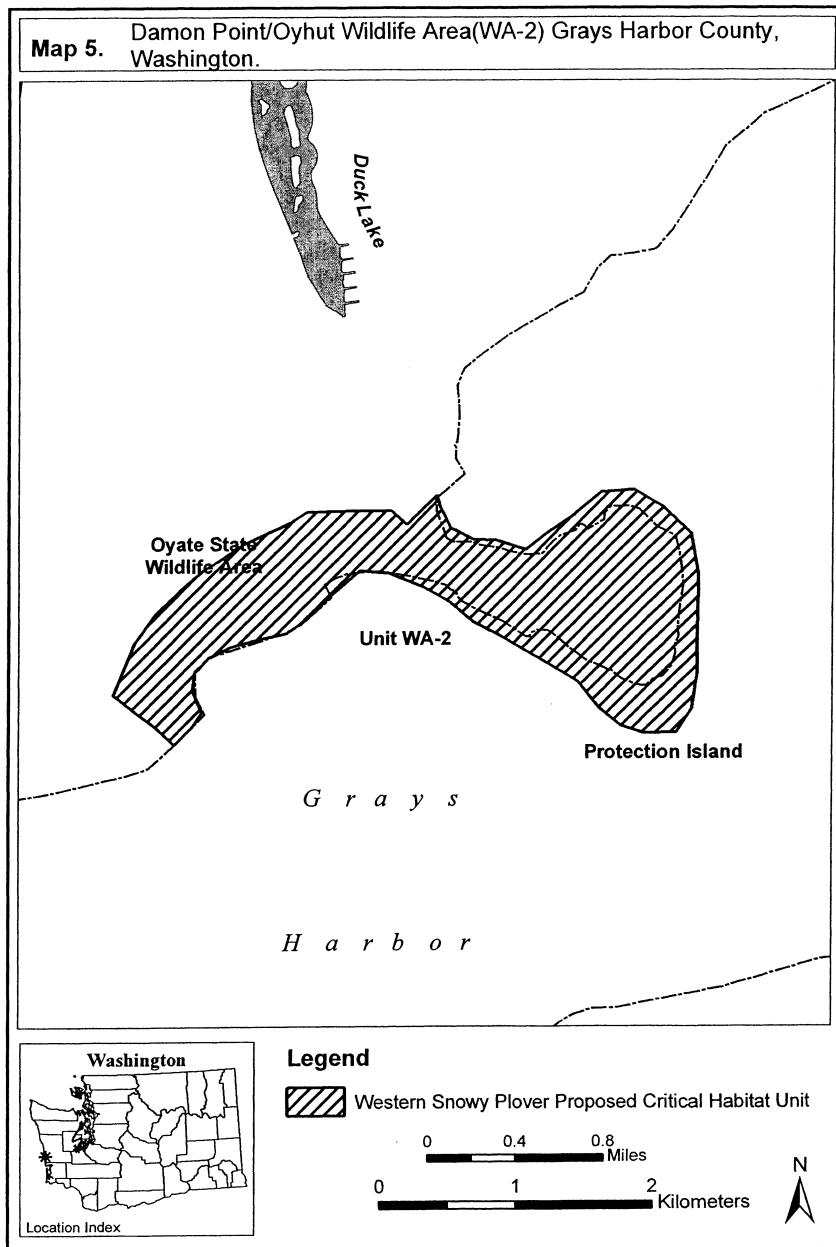 Map 5.
Damon Point/Oyhut Wildlife Area(WA-2) Grays Harbor County,
Washington.
Duck Lake
Oyate State
Wildlife Area
Unit WA-2
Protection Island
Grays
Harbor
Washington
Location Index
Legend
Western Snowy Plover Proposed Critical Habitat Unit
0 0.4 0.8
Miles
0 1 2
Kilometers
N